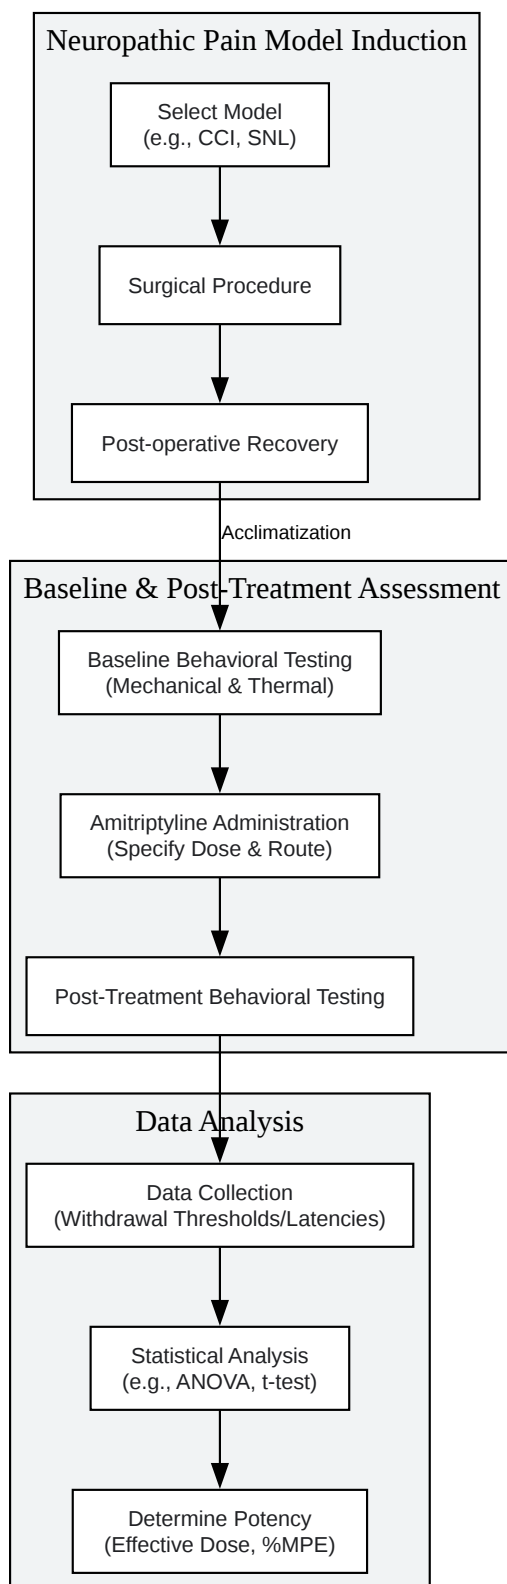 Neuropathic Pain Model Induction
Select Model
(e.g., CCI, SNL)
Surgical Procedure
Post-operative Recovery
Acclimatization
Baseline & Post-Treatment Assessment
Baseline Behavioral Testing
(Mechanical & Thermal)
Amitriptyline Administration
(Specify Dose & Route)
Post-Treatment Behavioral Testing
Data Analysis
Data Collection
(Withdrawal Thresholds/Latencies)
Statistical Analysis
(e.g., ANOVA, t-test)
Determine Potency
(Effective Dose, %MPE)